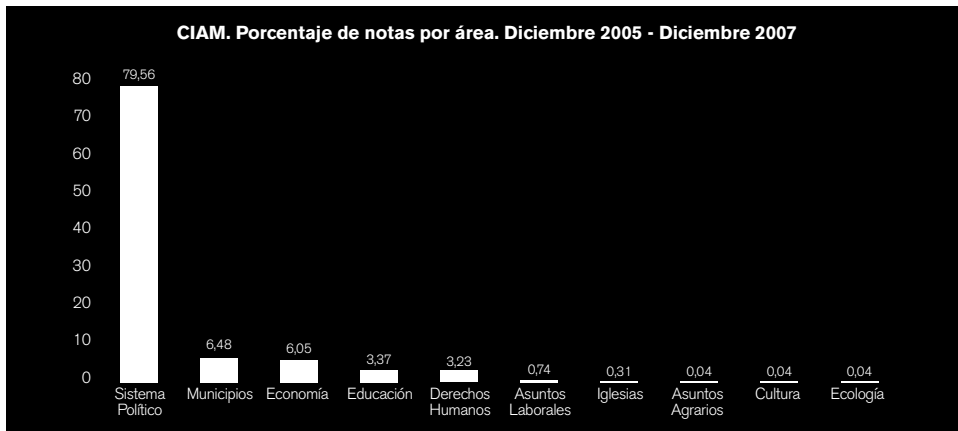 CIAM. Porcentaje de notas por área. Diciembre 2005 - Diciembre 2007
80
70
60
50
40
30
20
10
0
79,56
6,48
6,05
3,37
3,23
0,74
0,31
0,04
0,04
0,04
Sistema
Político
Municipios
Economía
Educación
Derechos
Humanos
Asuntos
Laborales
Iglesias
Asuntos
Agrarios
Cultura
Ecología